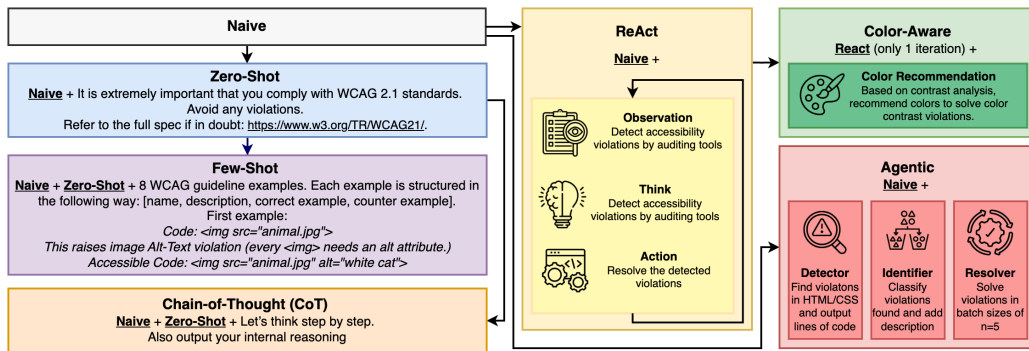 Naive
Zero-Shot
Naive + It is extremely important that you comply with WCAG 2.1 standards.
Avoid any violations.
Refer to the full spec if in doubt: https://www.w3.org/TR/WCAG21/.
Few-Shot
Naive + Zero-Shot + 8 WCAG guideline examples. Each example is structured in
the following way: [name, description, correct example, counter example].
First example:
Code: <img src="animal.jpg">
This raises image Alt-Text violation (every <img> needs an alt attribute.)
Accessible Code: <img src="animal.jpg" alt="white cat">
Chain-of-Thought (CoT)
Naive + Zero-Shot + Let's think step by step.
Also output your internal reasoning
ReAct
Naive +
Observation
Detect accessibility
violations by auditing tools
Think
Detect accessibility
violations by auditing tools
Action
Resolve the detected
violations
Color-Aware
React (only 1 iteration) +
Color Recommendation
Based on contrast analysis,
recommend colors to solve color
contrast violations.
Agentic
Naive +
Detector
Find violatons
in HTML/CSS
and output
lines of code
Identifier
Classify
violations
found and add
description
Resolver
Solve
violations in
batch sizes of
n=5